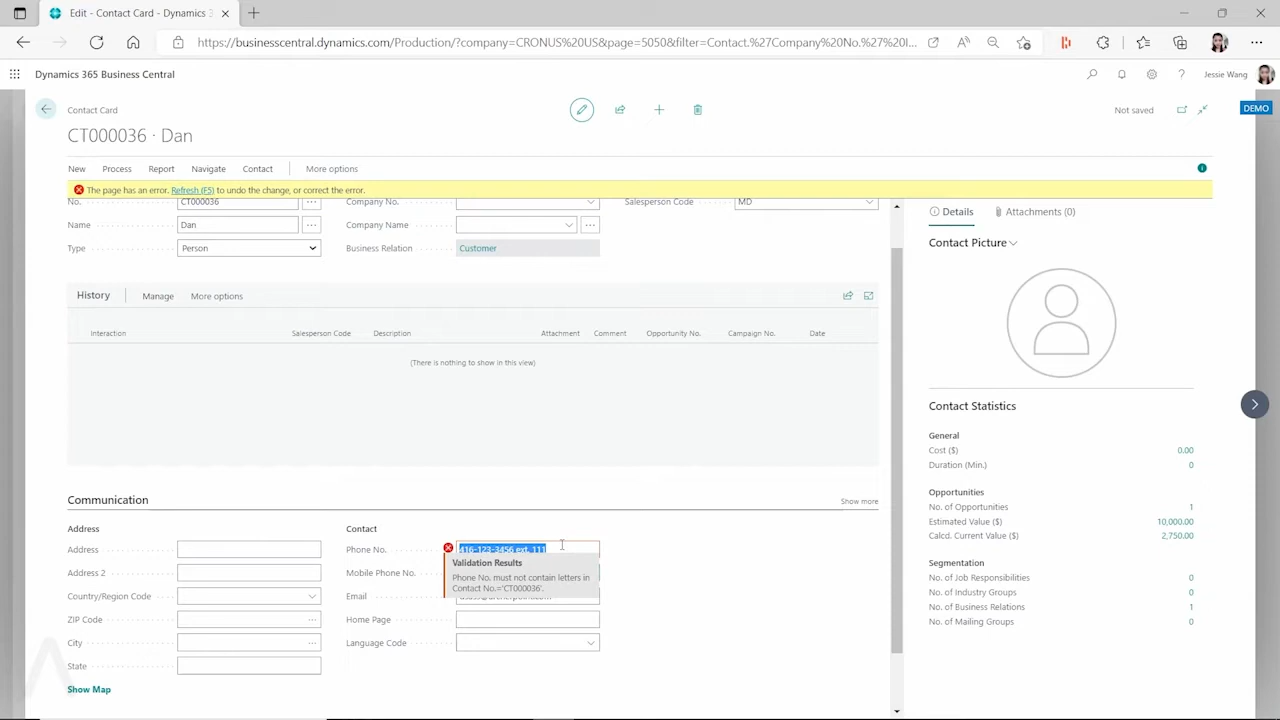 Edit - Contact Card - Dynamics 3
https://businesscentral.dynamics.com/Production/?company=CRONUS%20US&page=5050&filter=Contact.%27Company%20No.%27%20I...
Dynamics 365 Business Central
Jessie Wang
DEMO
Contact Card
Not saved
CT000036 · Dan
New Process Report Navigate Contact More options
The page has an error. Refresh (F5) to undo the change, or correct the error.
No. CT000036 Company No. Salesperson Code MD
Name Dan Company Name
Type Person Business Relation Customer
History Manage More options
Interaction Salesperson Code Description Attachment Comment Opportunity No. Campaign No. Date
(There is nothing to show in this view)
Communication Show more
Address Contact
Address Phone No. 416-123-3456 ext. 111
Validation Results
Phone No. must not contain letters in
Contact No.='CT000036'.
Address 2 Mobile Phone No.
Country/Region Code Email
ZIP Code Home Page
City Language Code
State
Show Map
Details Attachments (0)
Contact Picture
Contact Statistics
General
Cost ($) 0.00
Duration (Min.) 0
Opportunities
No. of Opportunities 1
Estimated Value ($) 10,000.00
Calcd. Current Value ($) 2,750.00
Segmentation
No. of Job Responsibilities 0
No. of Industry Groups 0
No. of Business Relations 1
No. of Mailing Groups 0